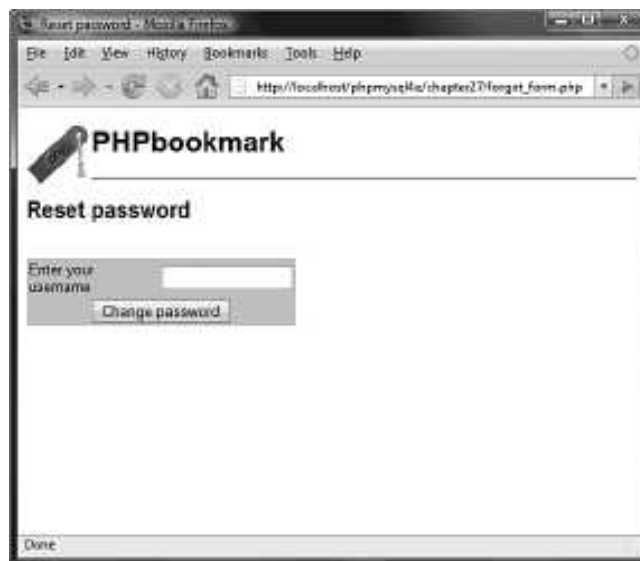 Reset password - Mozilla Firefox
File Edit View History Bookmarks Tools Help
http://localhost/phpmysql4e/chapter27/forgot_form.php
PHPbookmark
Reset password
Enter your
username
Change password
Done